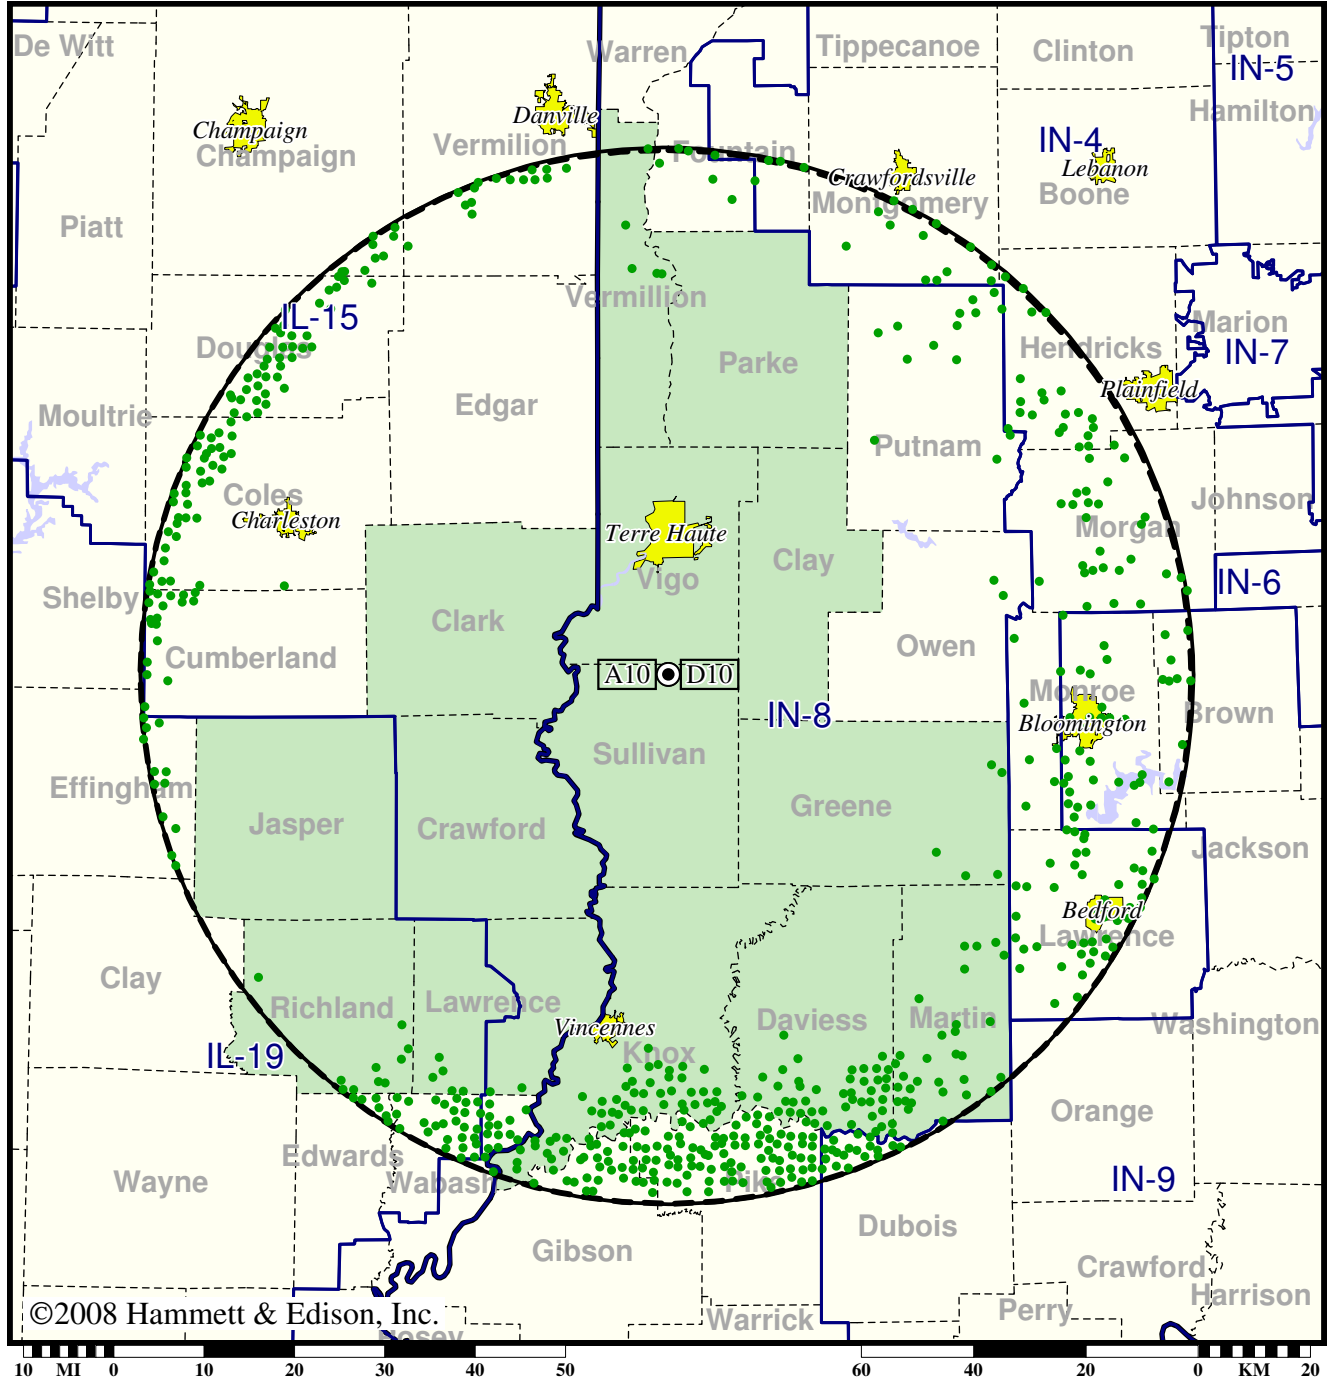 De Witt
Warren
Tippecanoe
Clinton
Tipton
IN-5
Hamilton
Champaign
Champaign
Danville
Vermilion
Fountain
Crawfordsville
Montgomery
IN-4
Lebanon
Boone
Piatt
IL-15
Douglas
Vermillion
Parke
Hendricks
Marion
IN-7
Plainfield
Moultrie
Edgar
Putnam
Coles
Charleston
Terre Haute
Vigo
Clay
Morgan
Johnson
Shelby
Clark
Owen
IN-6
Cumberland
A10
D10
Monroe
Bloomington
Brown
IN-8
Sullivan
Effingham
Jasper
Crawford
Greene
Jackson
Bedford
Lawrence
Clay
Richland
Lawrence
Vincennes
Knox
Daviess
Martin
Washington
IL-19
Orange
Edwards
Wayne
Wabash
Pike
IN-9
Gibson
Dubois
Crawford
Harrison
Perry
Warrick
Posey
©2008 Hammett & Edison, Inc.
10 MI 0 10 20 30 40 50 60 40 20 0 KM 20